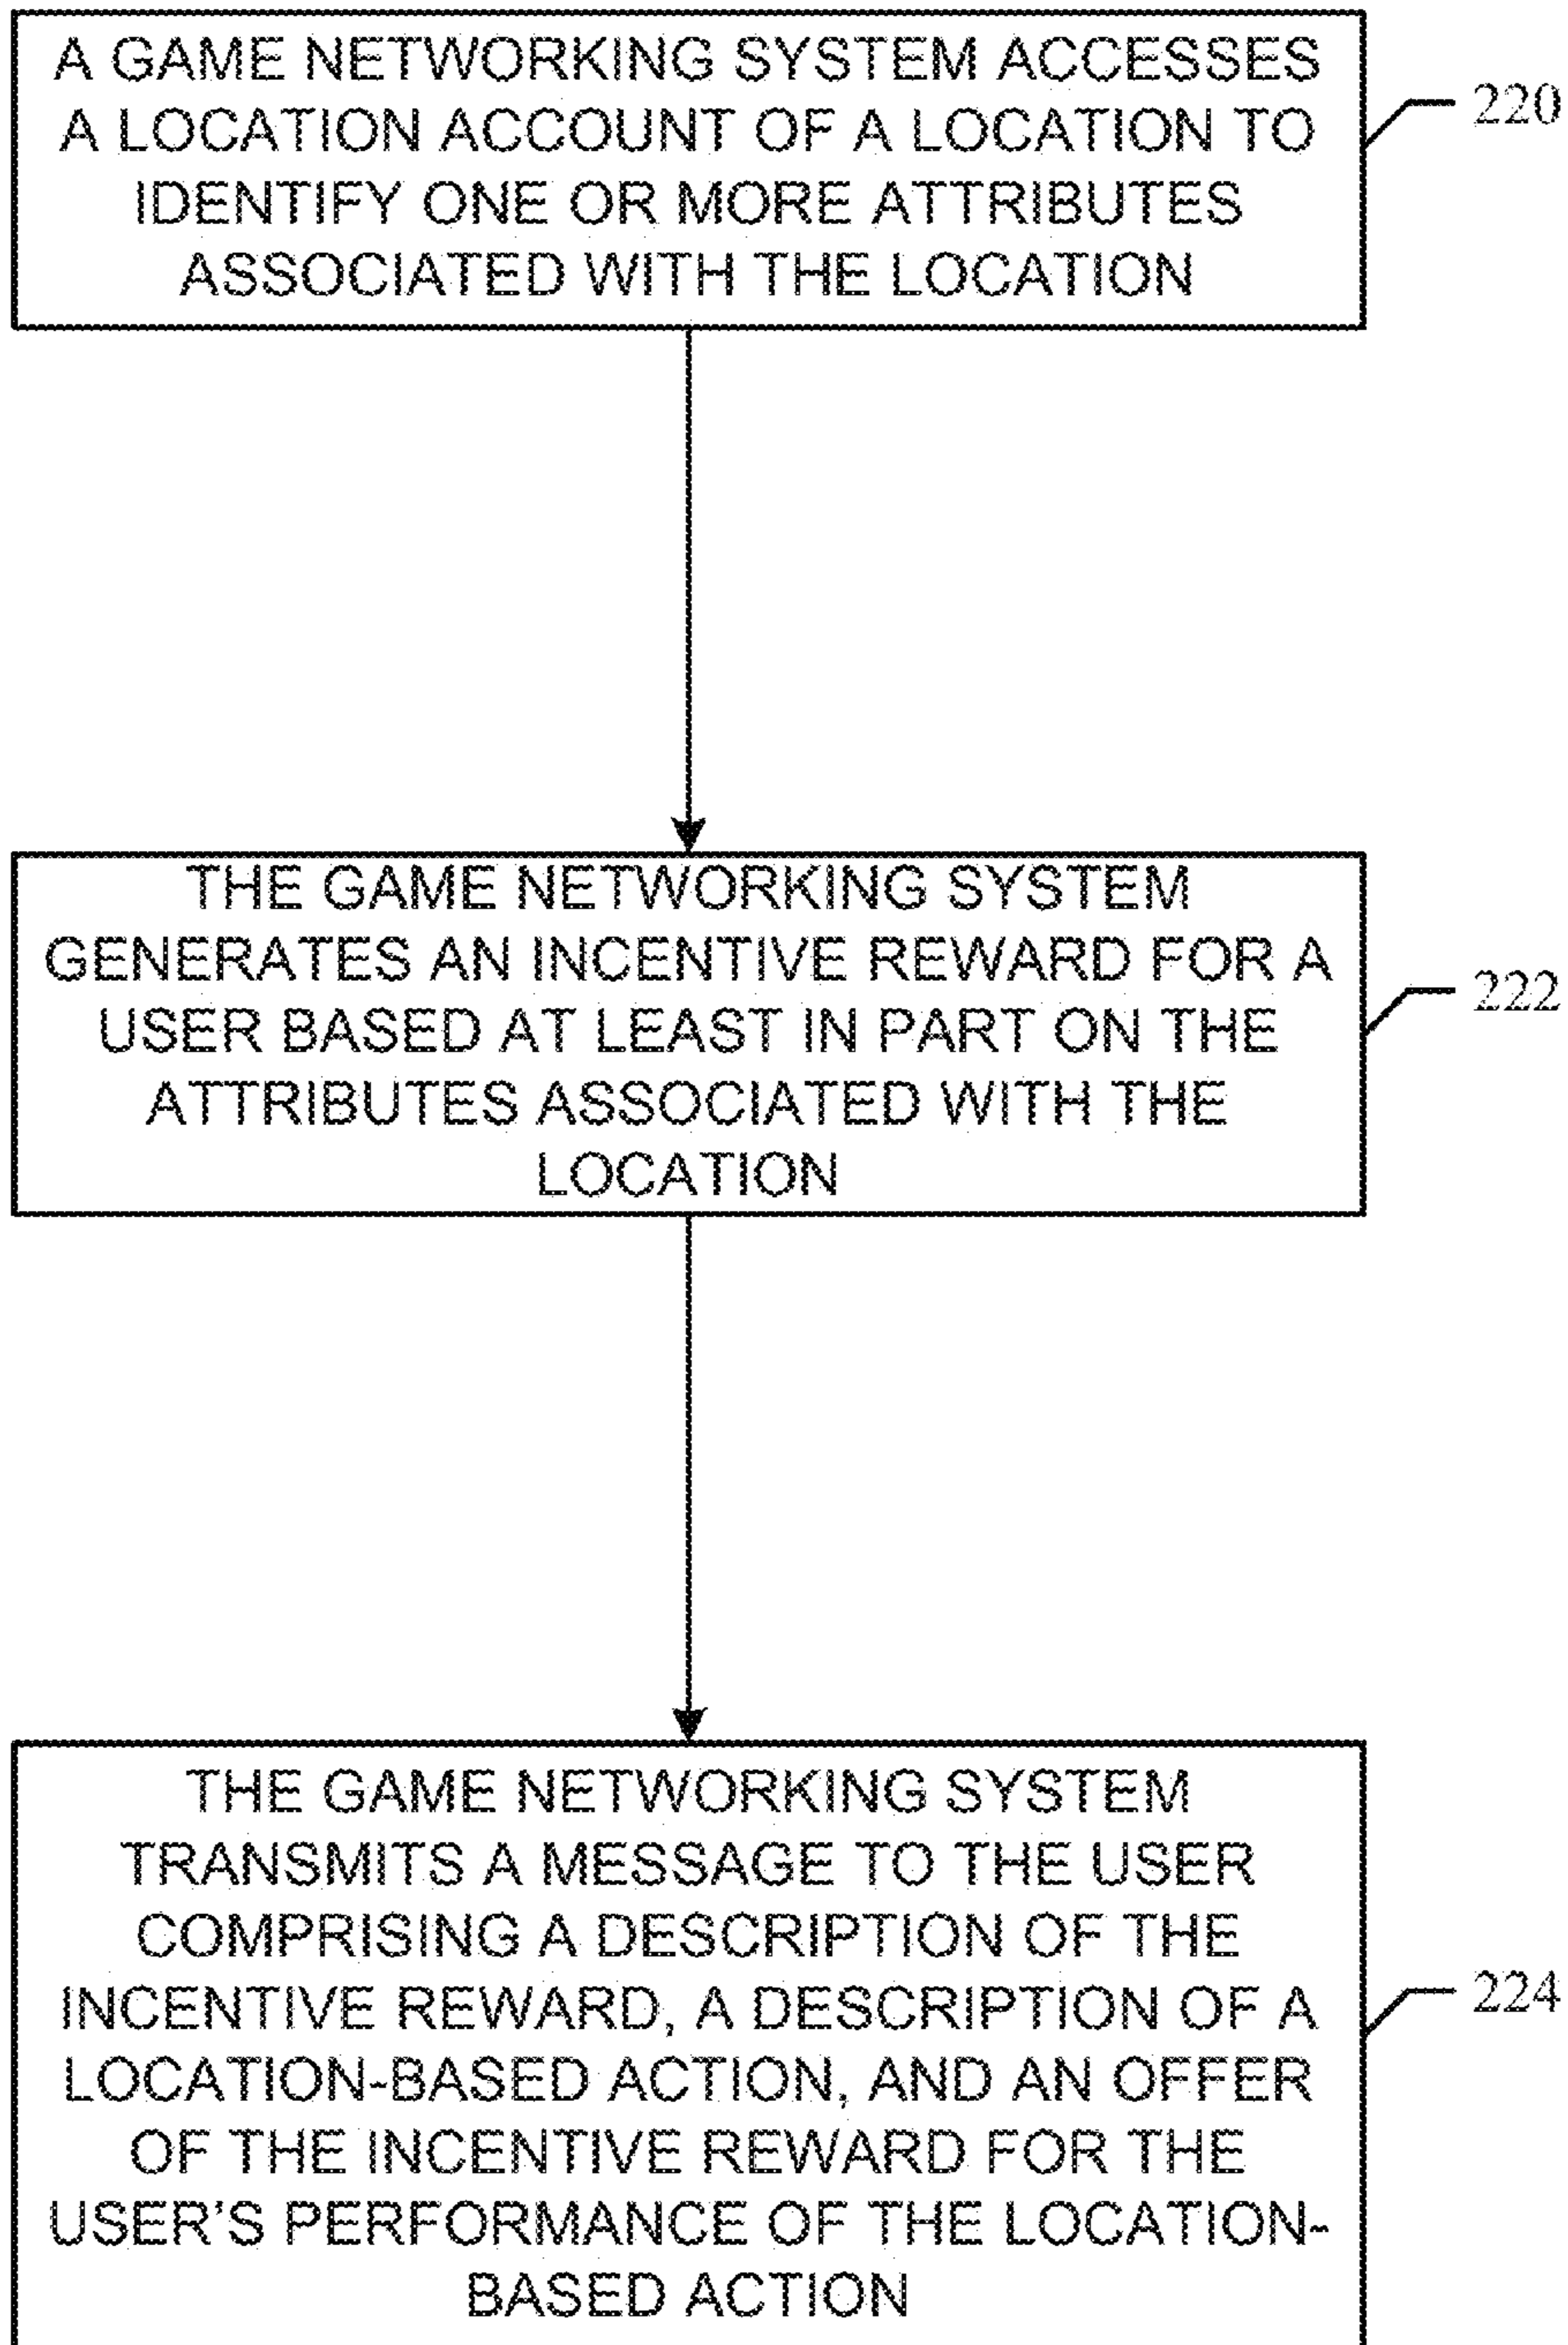 A GAME NETWORKING SYSTEM ACCESSES
A LOCATION ACCOUNT OF A LOCATION TO
IDENTIFY ONE OR MORE ATTRIBUTES
ASSOCIATED WITH THE LOCATION
220
THE GAME NETWORKING SYSTEM
GENERATES AN INCENTIVE REWARD FOR A
USER BASED AT LEAST IN PART ON THE
ATTRIBUTES ASSOCIATED WITH THE
LOCATION
222
THE GAME NETWORKING SYSTEM
TRANSMITS A MESSAGE TO THE USER
COMPRISING A DESCRIPTION OF THE
INCENTIVE REWARD, A DESCRIPTION OF A
LOCATION-BASED ACTION, AND AN OFFER
OF THE INCENTIVE REWARD FOR THE
USER'S PERFORMANCE OF THE LOCATION-
BASED ACTION
224